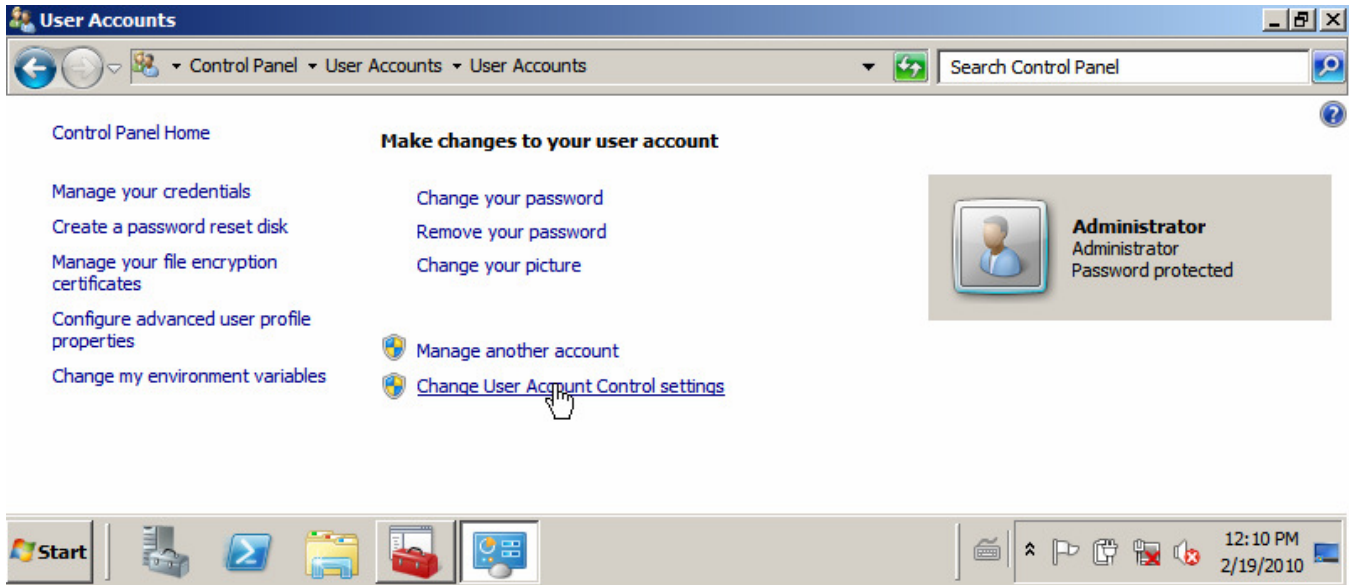 User Accounts
Control Panel User Accounts User Accounts
Search Control Panel
Control Panel Home
Manage your credentials
Create a password reset disk
Manage your file encryption
certificates
Configure advanced user profile
properties
Change my environment variables
Make changes to your user account
Change your password
Remove your password
Change your picture
Manage another account
Change User Account Control settings
Administrator
Administrator
Password protected
Start
12:10 PM
2/19/2010